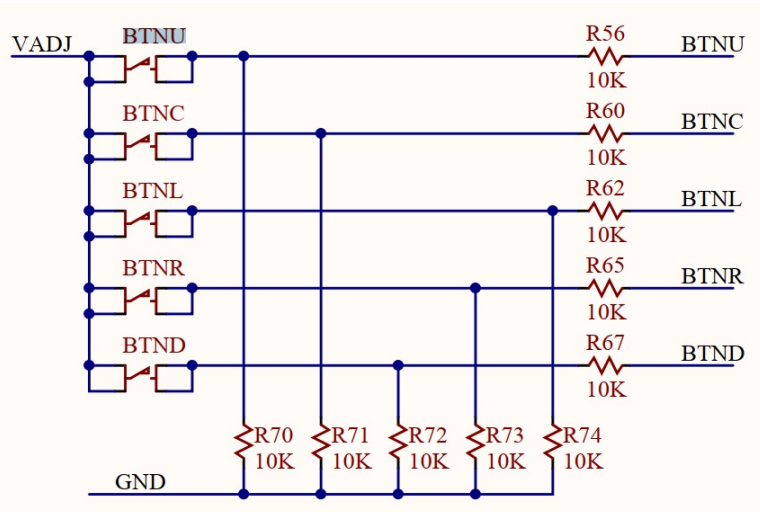 BTNU R56 BTNU
VADJ
10K
BTNC R60 BTNC
10K
BTNL R62 BTNL
10K
BTNR R65 BTNR
10K
BTND R67 BTND
10K
R70 R71 R72 R73 R74
10K 10K 10K 10K 10K
GND